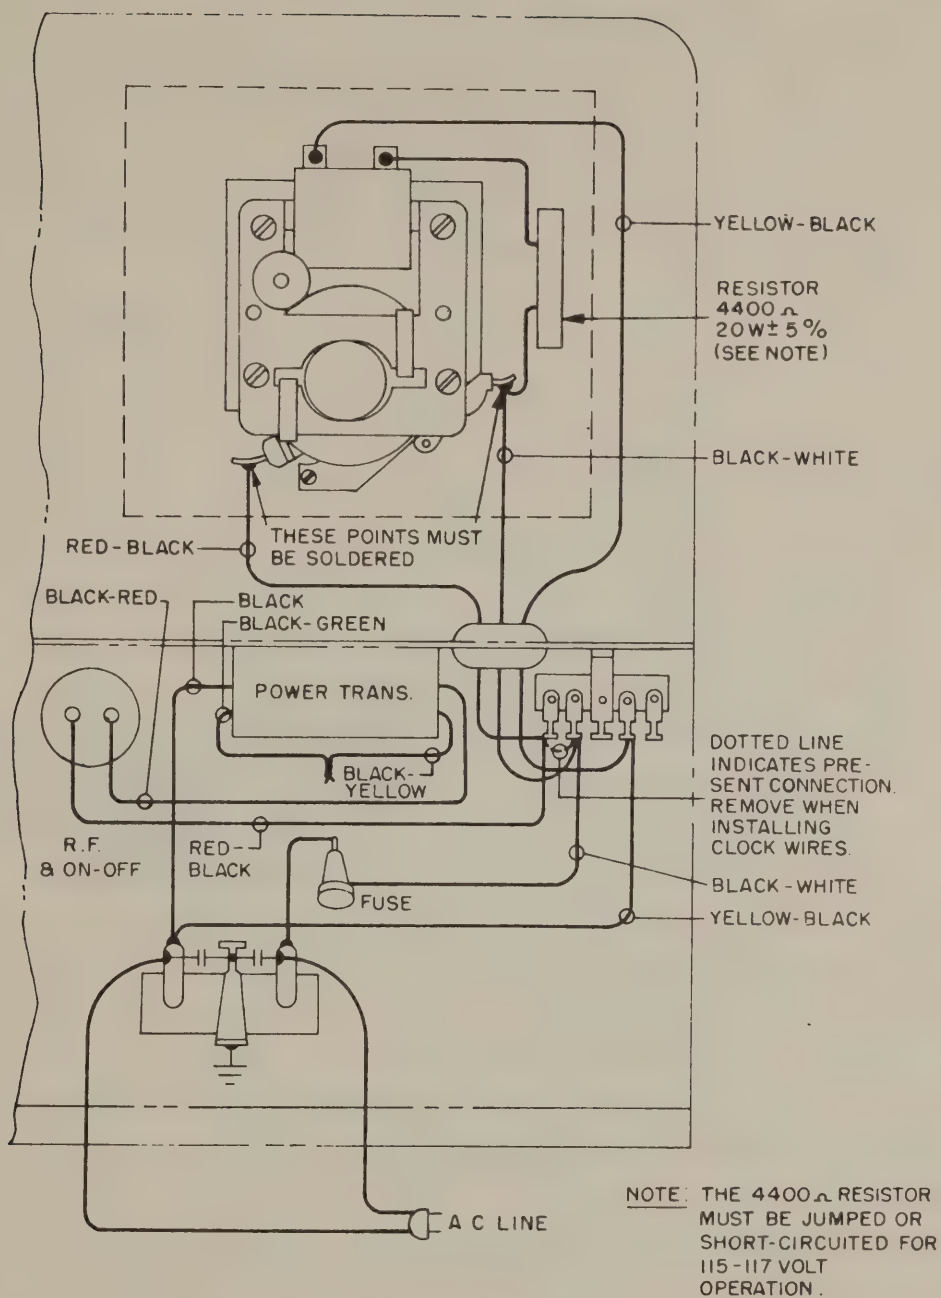 YELLOW-BLACK
RESISTOR
4400 Ω
20W ± 5%
(SEE NOTE)
BLACK-WHITE
THESE POINTS MUST
BE SOLDERED
RED-BLACK
BLACK-RED
BLACK
BLACK-GREEN
POWER TRANS.
BLACK-
YELLOW
DOTTED LINE
INDICATES PRE-
SENT CONNECTION.
REMOVE WHEN
INSTALLING
CLOCK WIRES.
R.F.
& ON-OFF
RED-
BLACK
FUSE
BLACK-WHITE
YELLOW-BLACK
A C LINE
NOTE: THE 4400 Ω RESISTOR
MUST BE JUMPED OR
SHORT-CIRCUITED FOR
115-117 VOLT
OPERATION.